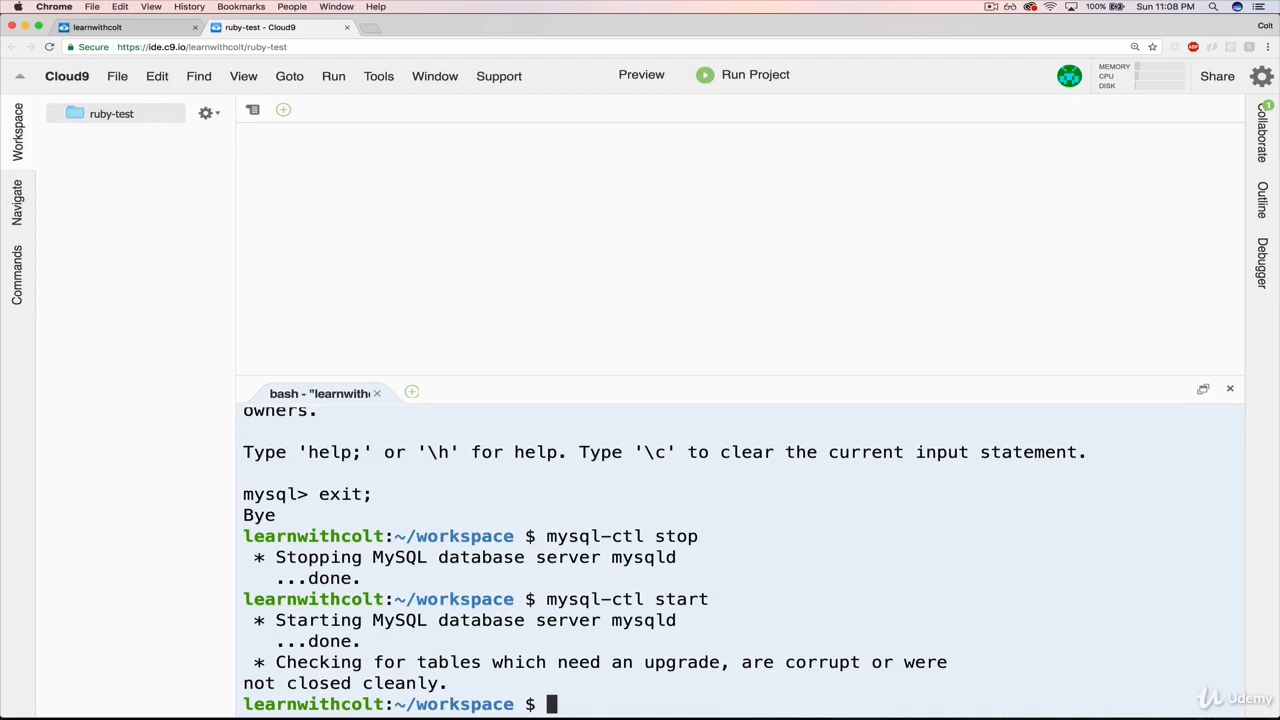 Chrome File Edit View History Bookmarks People Window Help 100% Sun 11:08 PM
learnwithcolt × ruby-test - Cloud9 × Colt
Secure https://ide.c9.io/learnwithcolt/ruby-test ABP
Cloud9 File Edit Find View Goto Run Tools Window Support Preview Run Project MEMORY CPU DISK Share
Workspace
Navigate
Commands
ruby-test
1
Collaborate
Outline
Debugger
bash - "learnwith ×
owners.
Type 'help;' or '\h' for help. Type '\c' to clear the current input statement.
mysql> exit;
Bye
learnwithcolt:~/workspace $ mysql-ctl stop
* Stopping MySQL database server mysqld
...done.
learnwithcolt:~/workspace $ mysql-ctl start
* Starting MySQL database server mysqld
...done.
* Checking for tables which need an upgrade, are corrupt or were
not closed cleanly.
learnwithcolt:~/workspace $
Udemy